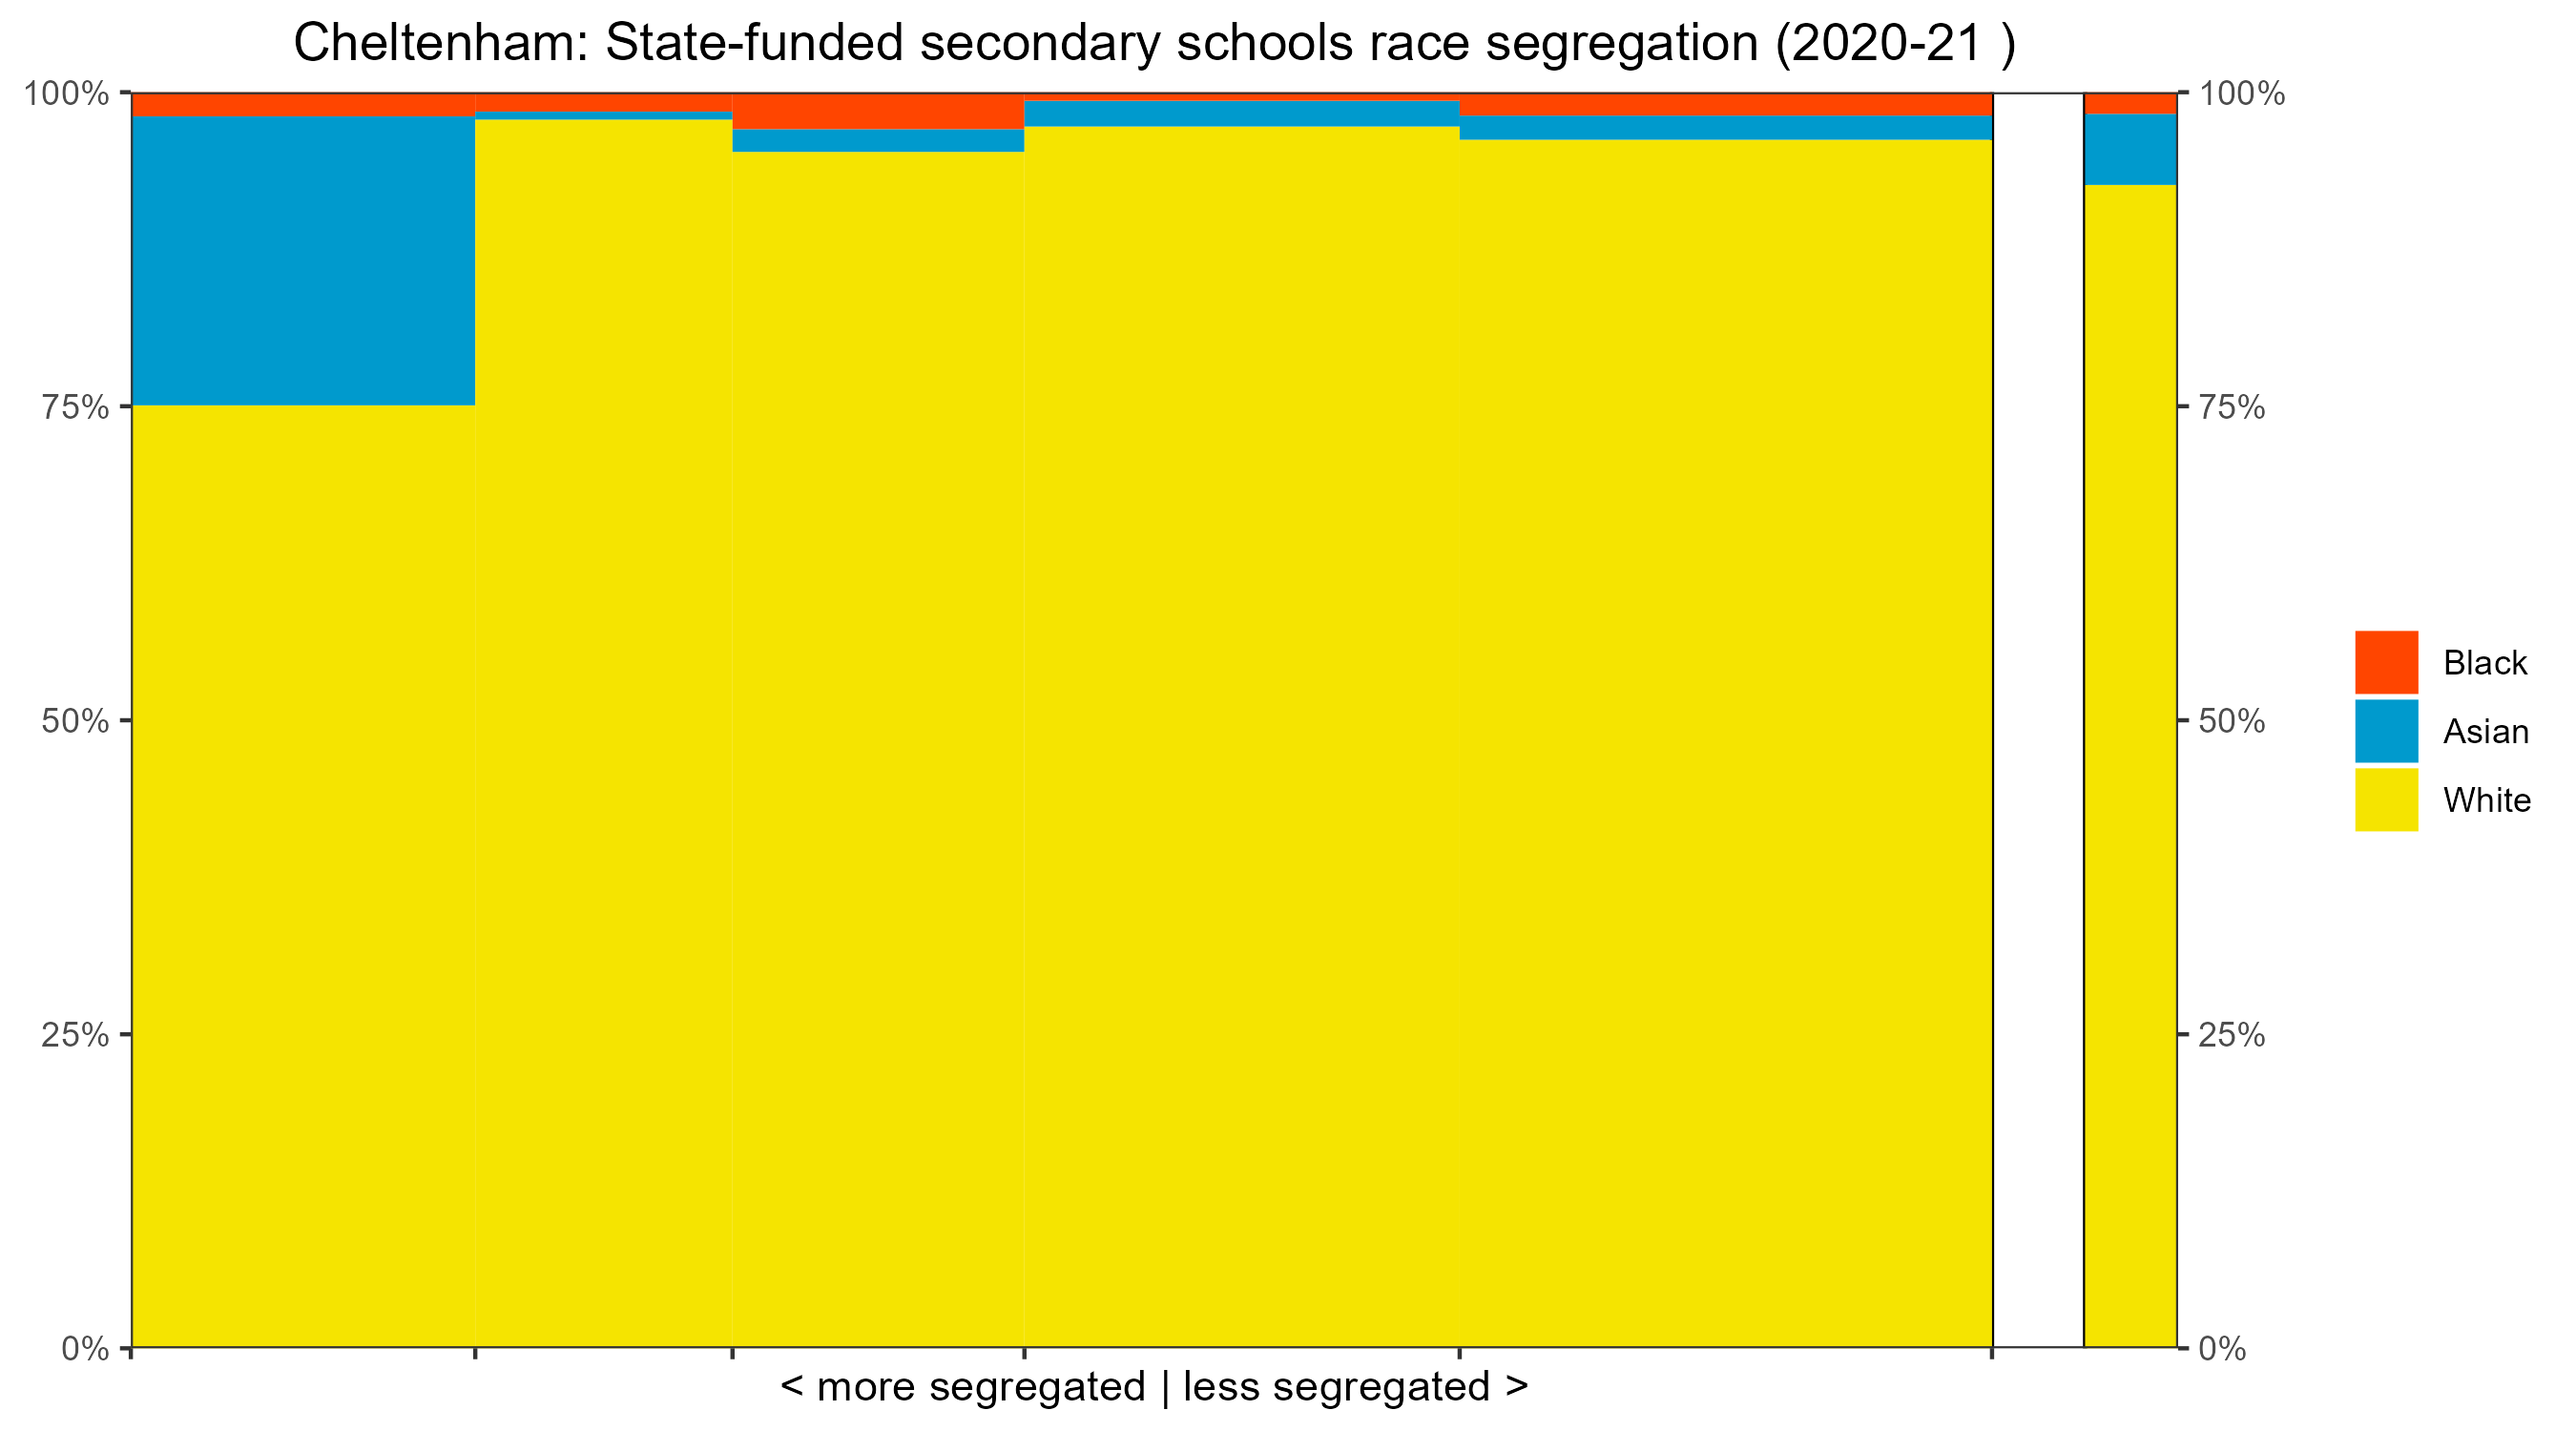 Cheltenham: State-funded secondary schools race segregation (2020-21 )
100%
75%
50%
25%
0%
100%
75%
50%
25%
0%
Black
Asian
White
< more segregated | less segregated >